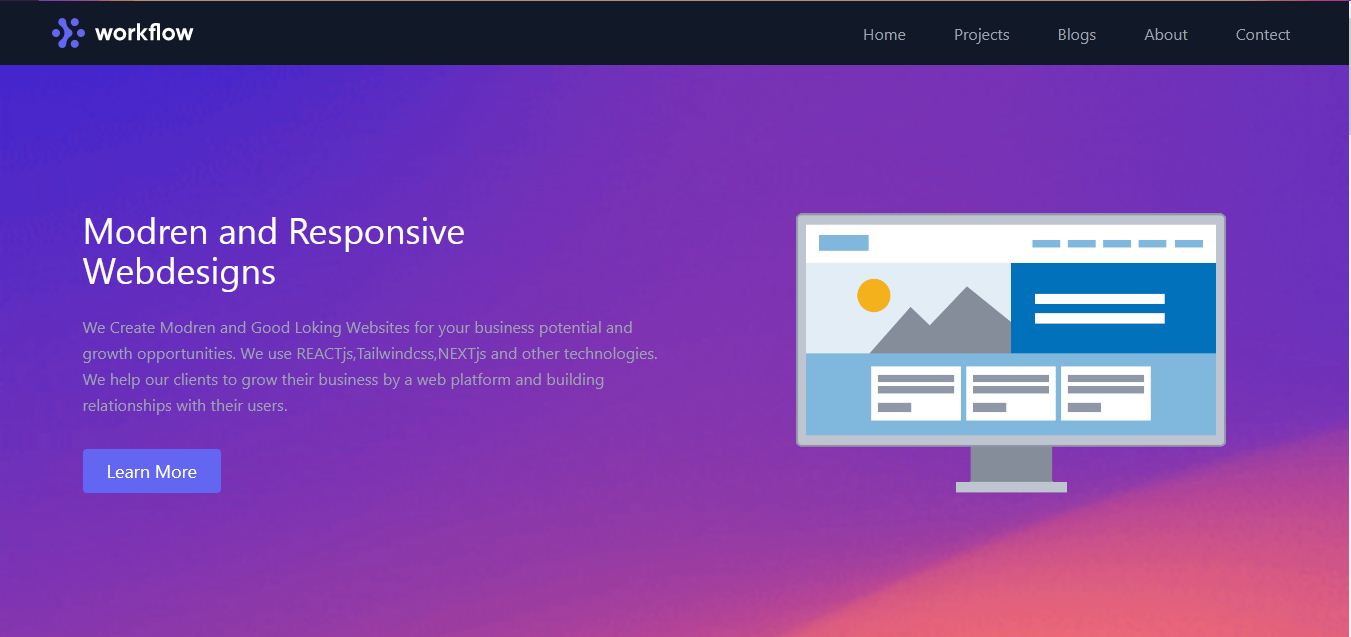 workflow
Home Projects Blogs About Contect
Modren and Responsive
Webdesigns
We Create Modren and Good Loking Websites for your business potential and
growth opportunities. We use REACTjs,Tailwindcss,NEXTjs and other technologies.
We help our clients to grow their business by a web platform and building
relationships with their users.
Learn More